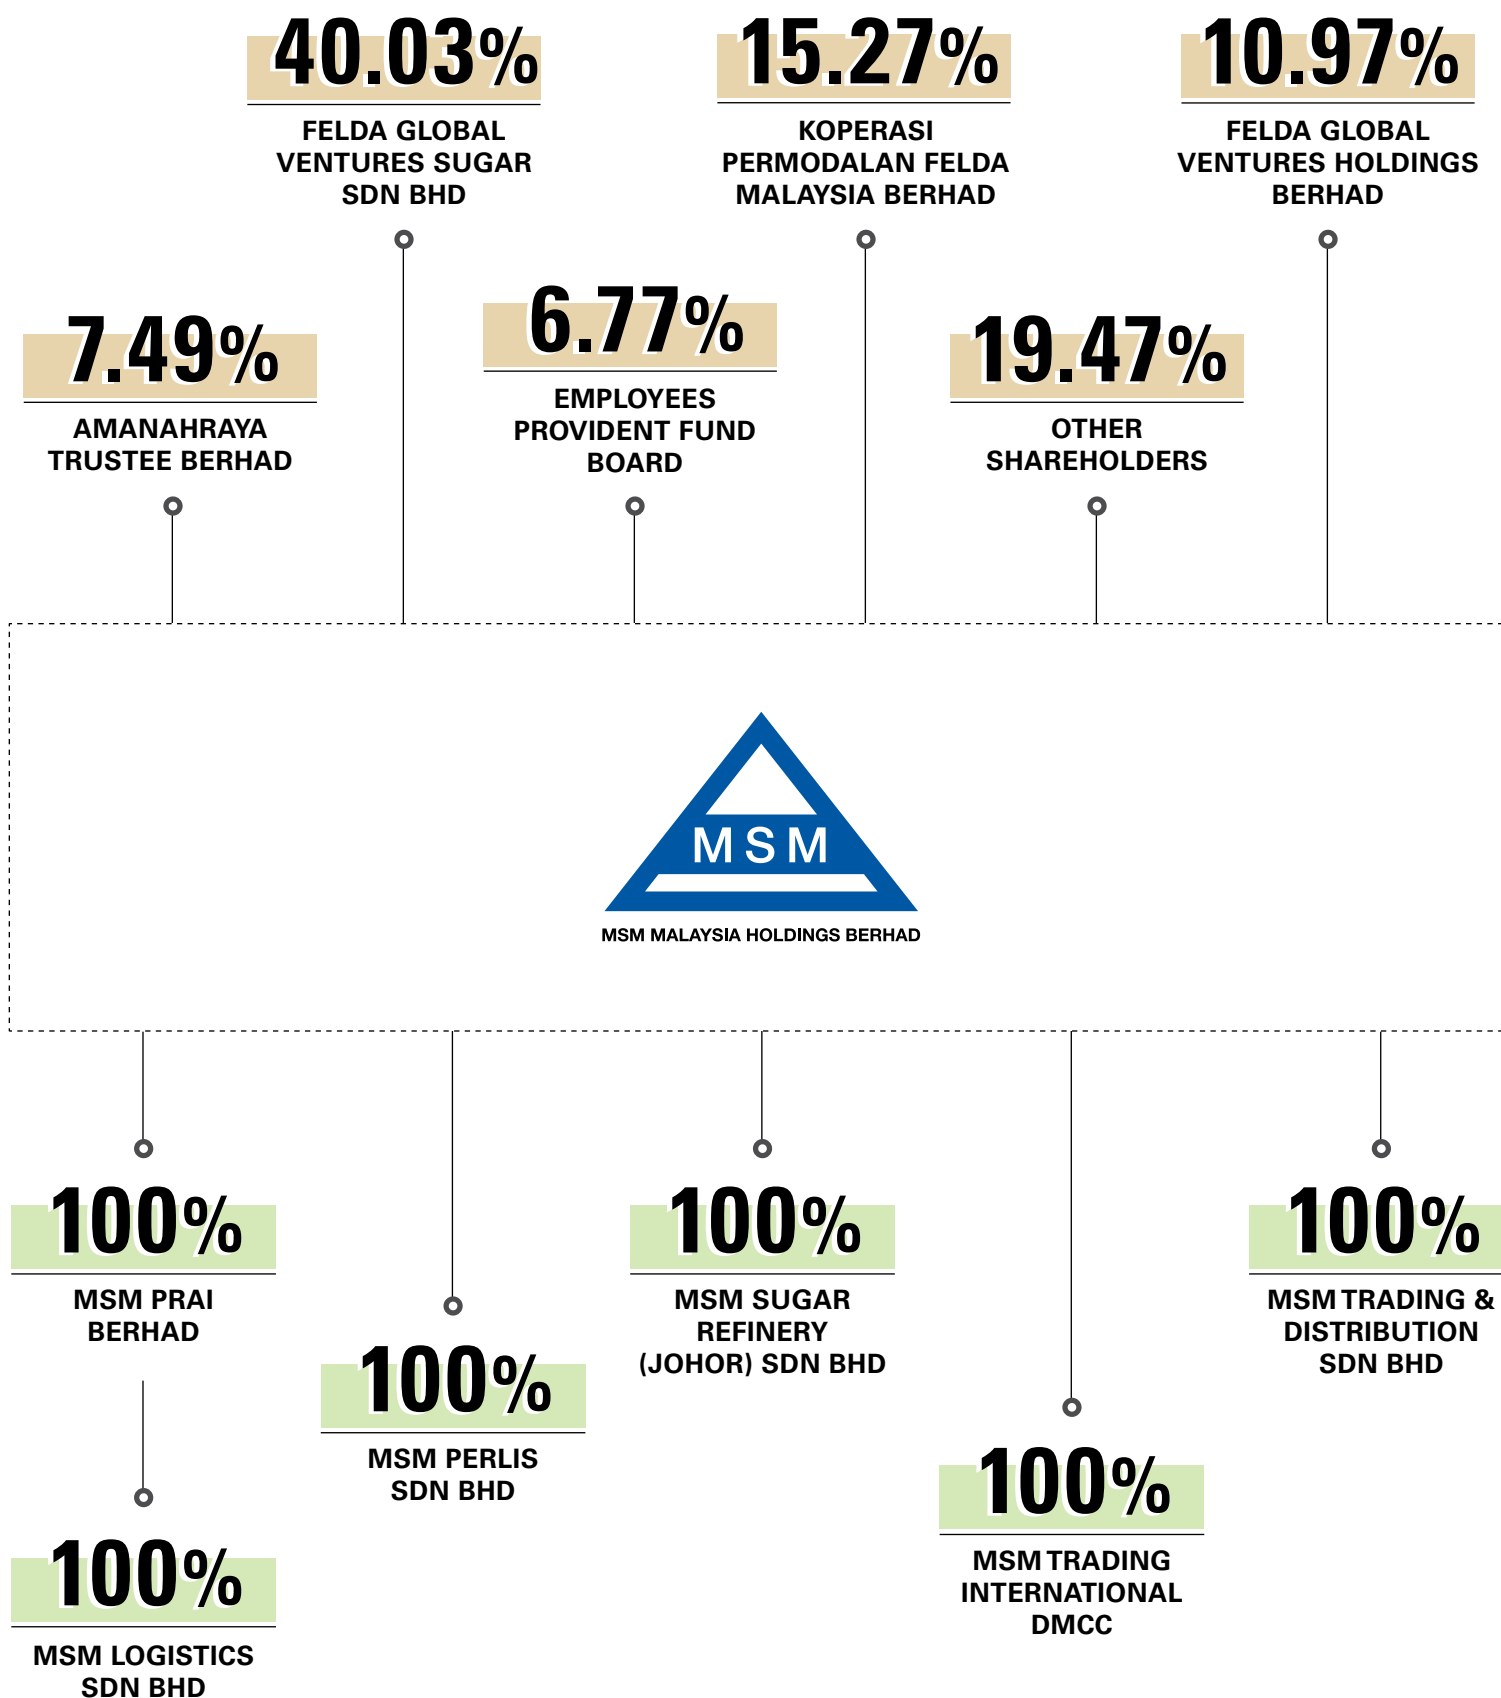 40.03%
FELDA GLOBAL
VENTURES SUGAR
SDN BHD
15.27%
KOPERASI
PERMODALAN FELDA
MALAYSIA BERHAD
10.97%
FELDA GLOBAL
VENTURES HOLDINGS
BERHAD
7.49%
AMANAHRAYA
TRUSTEE BERHAD
6.77%
EMPLOYEES
PROVIDENT FUND
BOARD
19.47%
OTHER
SHAREHOLDERS
MSM
MSM MALAYSIA HOLDINGS BERHAD
100%
MSM PRAI
BERHAD
100%
MSM LOGISTICS
SDN BHD
100%
MSM PERLIS
SDN BHD
100%
MSM SUGAR
REFINERY
(JOHOR) SDN BHD
100%
MSM TRADING
INTERNATIONAL
DMCC
100%
MSM TRADING &
DISTRIBUTION
SDN BHD